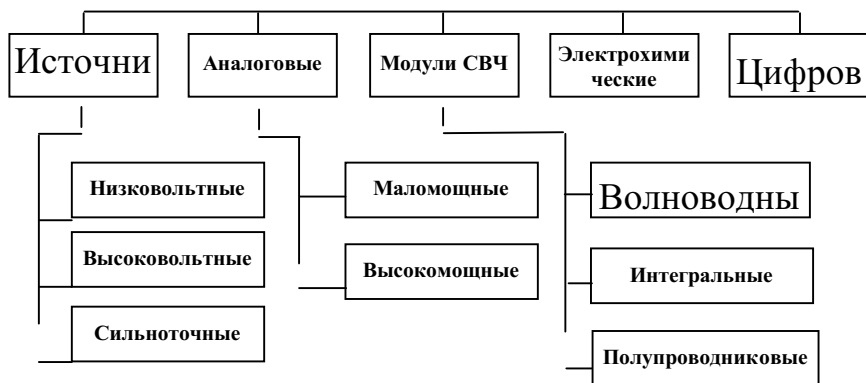 Источни
Аналоговые
Модули СВЧ
Электрохими
ческие
Цифров
Низковольтные
Маломощные
Волноводны
Высоковольтные
Высокомощные
Интегральные
Сильноточные
Полупроводниковые